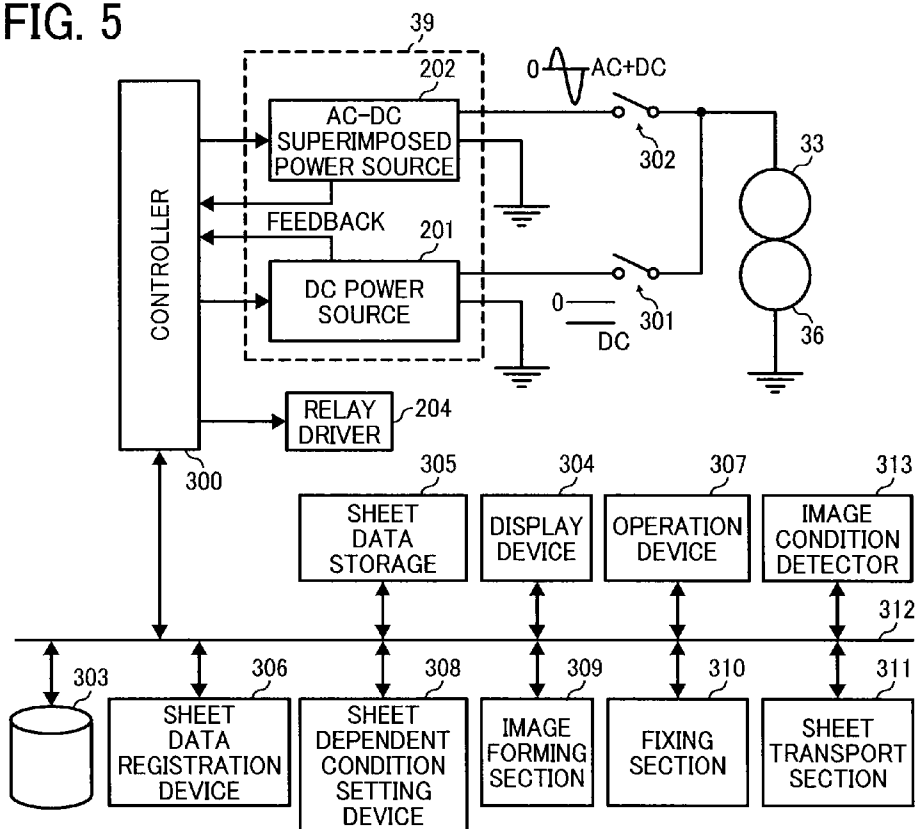 FIG. 5
39
202
0
AC+DC
AC-DC
SUPERIMPOSED
POWER SOURCE
302
33
FEEDBACK
201
CONTROLLER
DC POWER
SOURCE
0
DC
301
36
RELAY
DRIVER
204
300
305
304
307
313
SHEET
DATA
STORAGE
DISPLAY
DEVICE
OPERATION
DEVICE
IMAGE
CONDITION
DETECTOR
312
303
306
308
309
310
311
SHEET
DATA
REGISTRATION
DEVICE
SHEET
DEPENDENT
CONDITION
SETTING
DEVICE
IMAGE
FORMING
SECTION
FIXING
SECTION
SHEET
TRANSPORT
SECTION